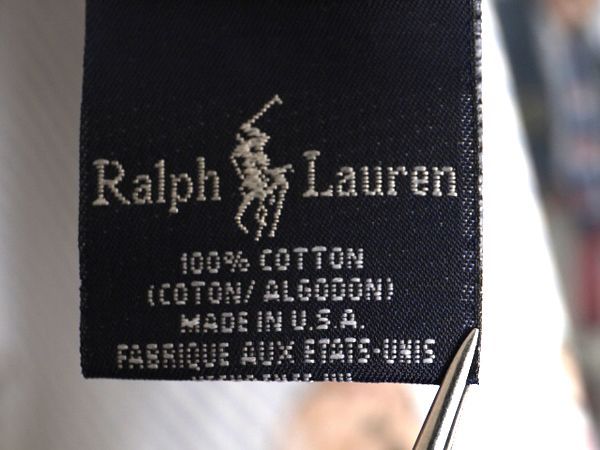 Ralph Lauren
100% COTTON
(COTON/ALGODON)
MADE IN U.S.A.
FABRIQUE AUX ETATS-UNIS